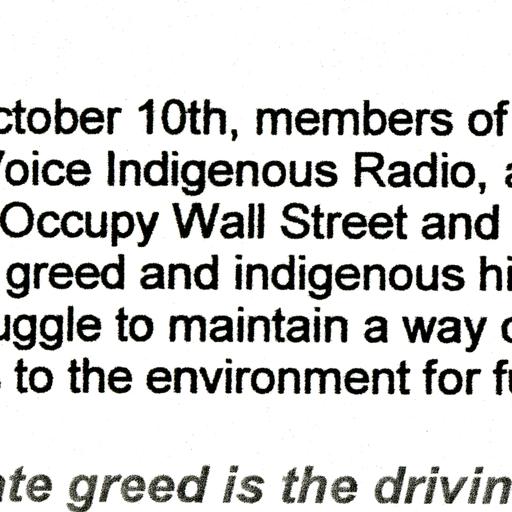 ctober 10th, members of
Voice Indigenous Radio, a
Occupy Wall Street and
greed and indigenous hi
uggle to maintain a way o
s to the environment for fu
ate greed is the drivin